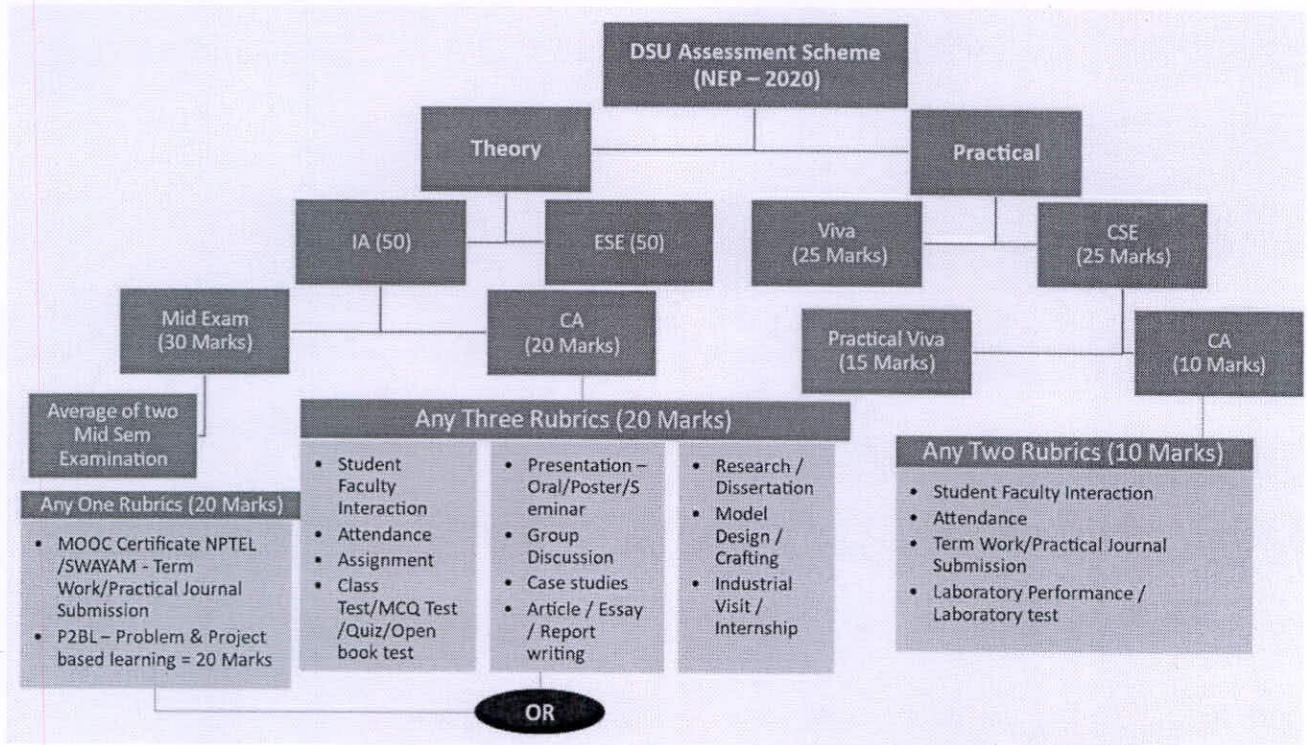 DSU Assessment Scheme
(NEP – 2020)
Theory
Practical
IA (50)
ESE (50)
Viva
(25 Marks)
CSE
(25 Marks)
Mid Exam
(30 Marks)
CA
(20 Marks)
Practical Viva
(15 Marks)
CA
(10 Marks)
Average of two
Mid Sem
Examination
Any Three Rubrics (20 Marks)
• Student
Faculty
Interaction
• Attendance
• Assignment
• Class
Test/MCQ Test
/Quiz/Open
book test
• Presentation –
Oral/Poster/S
eminar
• Group
Discussion
• Case studies
• Article / Essay
/ Report
writing
• Research /
Dissertation
• Model
Design /
Crafting
• Industrial
Visit /
Internship
Any Two Rubrics (10 Marks)
• Student Faculty Interaction
• Attendance
• Term Work/Practical Journal
Submission
• Laboratory Performance /
Laboratory test
Any One Rubrics (20 Marks)
• MOOC Certificate NPTEL
/SWAYAM - Term
Work/Practical Journal
Submission
• P2BL – Problem & Project
based learning = 20 Marks
OR